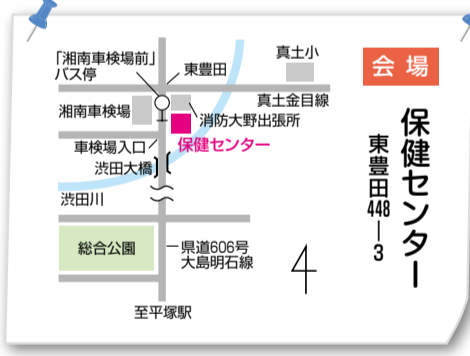 「湘南車検場前」
バス停
東豊田
真土小
湘南車検場
真土金目線
消防大野出張所
保健センター
車検場入口
渋田大橋
渋田川
総合公園
県道606号
大島明石線
至平塚駅
会場
保健センター
東豊田448―3